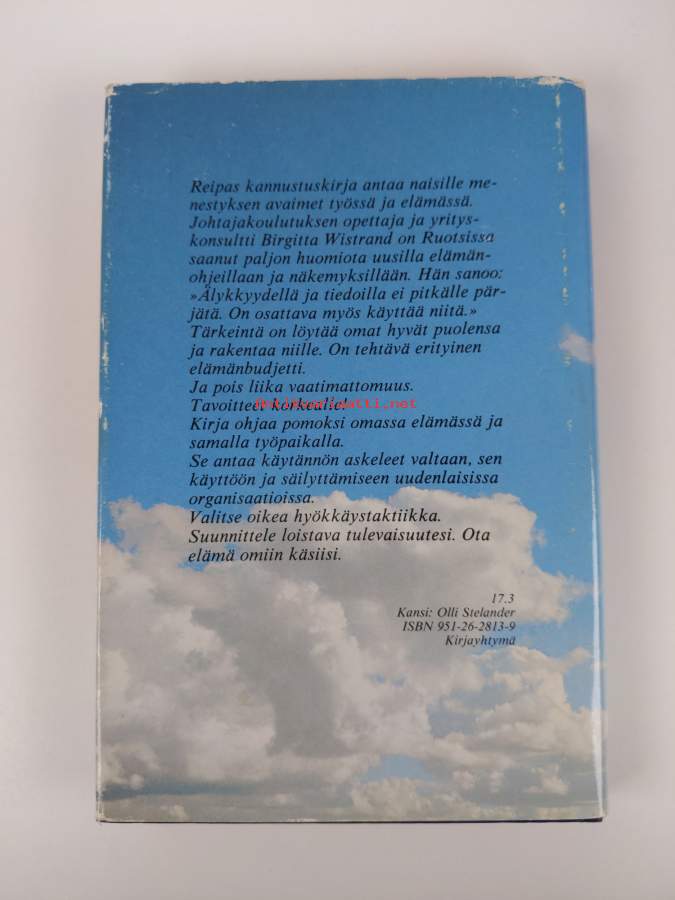 Reipas kannustuskirja antaa naisille me-
nestyksen avaimet työssä ja elämässä.
Johtajakoulutuksen opettaja ja yritys-
konsultti Birgitta Wistrand on Ruotsissa
saanut paljon huomiota uusilla elämän-
ohjeillaan ja näkemyksillään. Hän sanoo:
»Älykkyydellä ja tiedoilla ei pitkälle pär-
jätä. On osattava myös käyttää niitä.»
Tärkeintä on löytää omat hyvät puolensa
ja rakentaa niille. On tehtävä erityinen
elämänbudjetti.
Ja pois liika vaatimattomuus.
Tavoitteet korkealle!
Kirja ohjaa pomoksi omassa elämässä ja
samalla työpaikalla.
Se antaa käytännön askeleet valtaan, sen
käyttöön ja säilyttämiseen uudenlaisissa
organisaatioissa.
Valitse oikea hyökkäystaktiikka.
Suunnittele loistava tulevaisuutesi. Ota
elämä omiin käsiisi.
17.3
Kansi: Olli Stelander
ISBN 951-26-2813-9
Kirjayhtymä